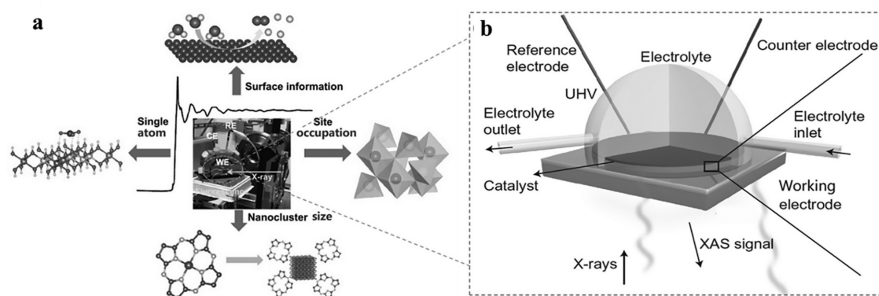 a
Surface information
Single
atom
Site
occupation
RE
CE
WE
X-ray
Nanocluster size
b
Reference
electrode
Electrolyte
Counter electrode
UHV
Electrolyte
outlet
Electrolyte
inlet
Catalyst
Working
electrode
XAS signal
X-rays